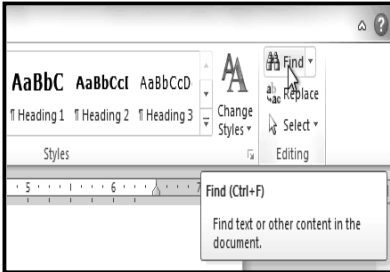 Find
AaBbC AaBbCcI AaBbCcD
Replace
¶ Heading 1 ¶ Heading 2 ¶ Heading 3
Change
Styles
Select
Styles
Editing
5 6 7
Find (Ctrl+F)
Find text or other content in the
document.